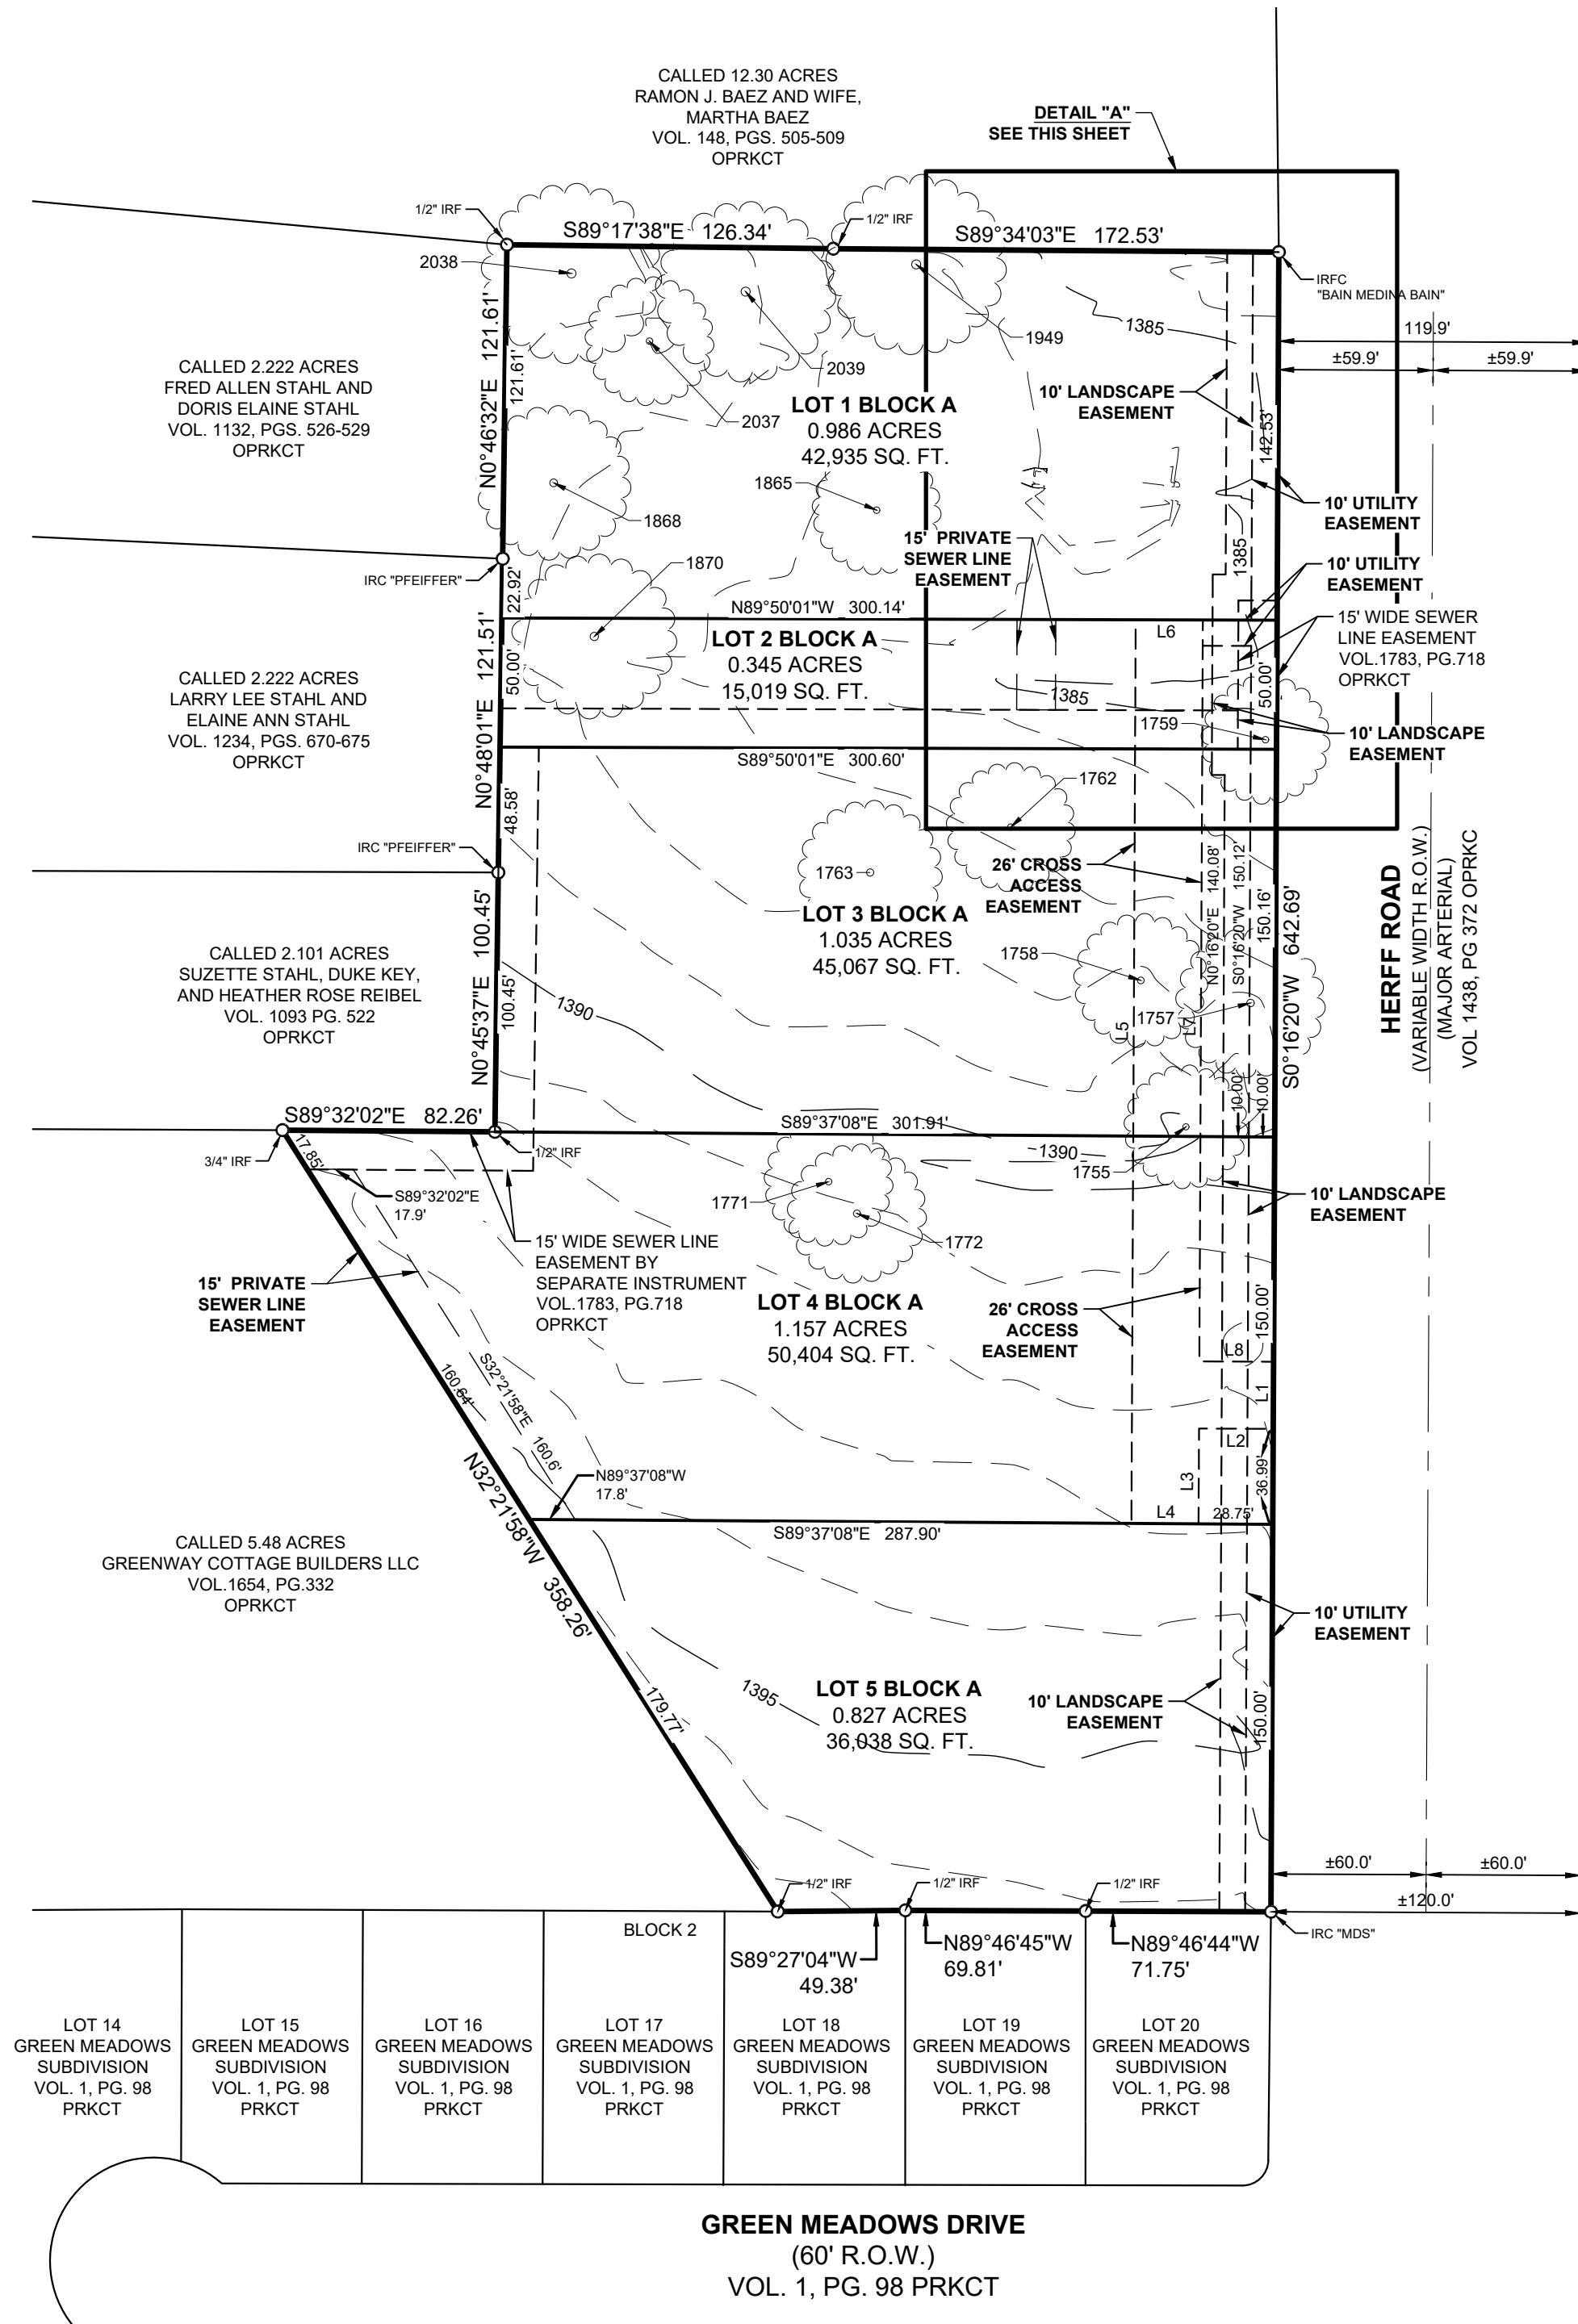 CALLED 12.30 ACRES
RAMON J. BAEZ AND WIFE,
MARTHA BAEZ
VOL. 148, PGS. 505-509
OPRKCT
DETAIL "A"
SEE THIS SHEET
1/2" IRF
S89°17'38"E 126.34'
1/2" IRF
S89°34'03"E 172.53'
2038
IRFC
"BAIN MEDINA BAIN"
1949
1385
119.9'
±59.9'
±59.9'
N0°46'32"E 121.61'
121.61'
2039
2037
CALLED 2.222 ACRES
FRED ALLEN STAHL AND
DORIS ELAINE STAHL
VOL. 1132, PGS. 526-529
OPRKCT
LOT 1 BLOCK A
0.986 ACRES
42,935 SQ. FT.
10' LANDSCAPE
EASEMENT
142.53'
1865
1868
10' UTILITY
EASEMENT
15' PRIVATE
SEWER LINE
EASEMENT
1385
1870
IRC "PFEIFFER"
22.92'
10' UTILITY
EASEMENT
N89°50'01"W 300.14'
L6
15' WIDE SEWER
LINE EASEMENT
VOL.1783, PG.718
OPRKCT
LOT 2 BLOCK A
0.345 ACRES
15,019 SQ. FT.
N0°48'01"E 121.51'
50.00'
1385
50.00'
1759
CALLED 2.222 ACRES
LARRY LEE STAHL AND
ELAINE ANN STAHL
VOL. 1234, PGS. 670-675
OPRKCT
10' LANDSCAPE
EASEMENT
S89°50'01"E 300.60'
1762
48.58'
IRC "PFEIFFER"
1763
26' CROSS
ACCESS
EASEMENT
N0°16'20"E 140.08'
S0°16'20"W 150.12'
150.16'
S0°16'20"W 642.69'
HERFF ROAD
(VARIABLE WIDTH R.O.W.)
(MAJOR ARTERIAL)
VOL 1438, PG 372 OPRKC
LOT 3 BLOCK A
1.035 ACRES
45,067 SQ. FT.
CALLED 2.101 ACRES
SUZETTE STAHL, DUKE KEY,
AND HEATHER ROSE REIBEL
VOL. 1093 PG. 522
OPRKCT
N0°45'37"E 100.45'
100.45'
1390
1758
1757
L5
L7
10.00'
10.00'
S89°32'02"E 82.26'
S89°37'08"E 301.91'
3/4" IRF
17.85'
1/2" IRF
1390
1755
S89°32'02"E
17.9'
1771
1772
10' LANDSCAPE
EASEMENT
15' WIDE SEWER LINE
EASEMENT BY
SEPARATE INSTRUMENT
VOL.1783, PG.718
OPRKCT
15' PRIVATE
SEWER LINE
EASEMENT
LOT 4 BLOCK A
1.157 ACRES
50,404 SQ. FT.
26' CROSS
ACCESS
EASEMENT
150.00'
L8
L1
160.64'
S32°21'58"E 160.6'
L2
36.99'
L3
N32°21'58"W 358.26'
N89°37'08"W
17.8'
L4
28.75'
S89°37'08"E 287.90'
CALLED 5.48 ACRES
GREENWAY COTTAGE BUILDERS LLC
VOL.1654, PG.332
OPRKCT
10' UTILITY
EASEMENT
179.77'
1395
LOT 5 BLOCK A
0.827 ACRES
36,038 SQ. FT.
10' LANDSCAPE
EASEMENT
150.00'
±60.0'
±60.0'
±120.0'
1/2" IRF
1/2" IRF
1/2" IRF
IRC "MDS"
BLOCK 2
S89°27'04"W
49.38'
N89°46'45"W
69.81'
N89°46'44"W
71.75'
LOT 14
GREEN MEADOWS
SUBDIVISION
VOL. 1, PG. 98
PRKCT
LOT 15
GREEN MEADOWS
SUBDIVISION
VOL. 1, PG. 98
PRKCT
LOT 16
GREEN MEADOWS
SUBDIVISION
VOL. 1, PG. 98
PRKCT
LOT 17
GREEN MEADOWS
SUBDIVISION
VOL. 1, PG. 98
PRKCT
LOT 18
GREEN MEADOWS
SUBDIVISION
VOL. 1, PG. 98
PRKCT
LOT 19
GREEN MEADOWS
SUBDIVISION
VOL. 1, PG. 98
PRKCT
LOT 20
GREEN MEADOWS
SUBDIVISION
VOL. 1, PG. 98
PRKCT
GREEN MEADOWS DRIVE
(60' R.O.W.)
VOL. 1, PG. 98 PRKCT